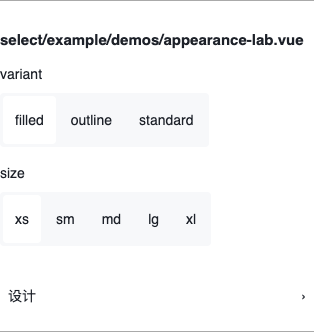 select/example/demos/appearance-lab.vue
variant
filled outline standard
size
xs sm md lg xl
设计 ›